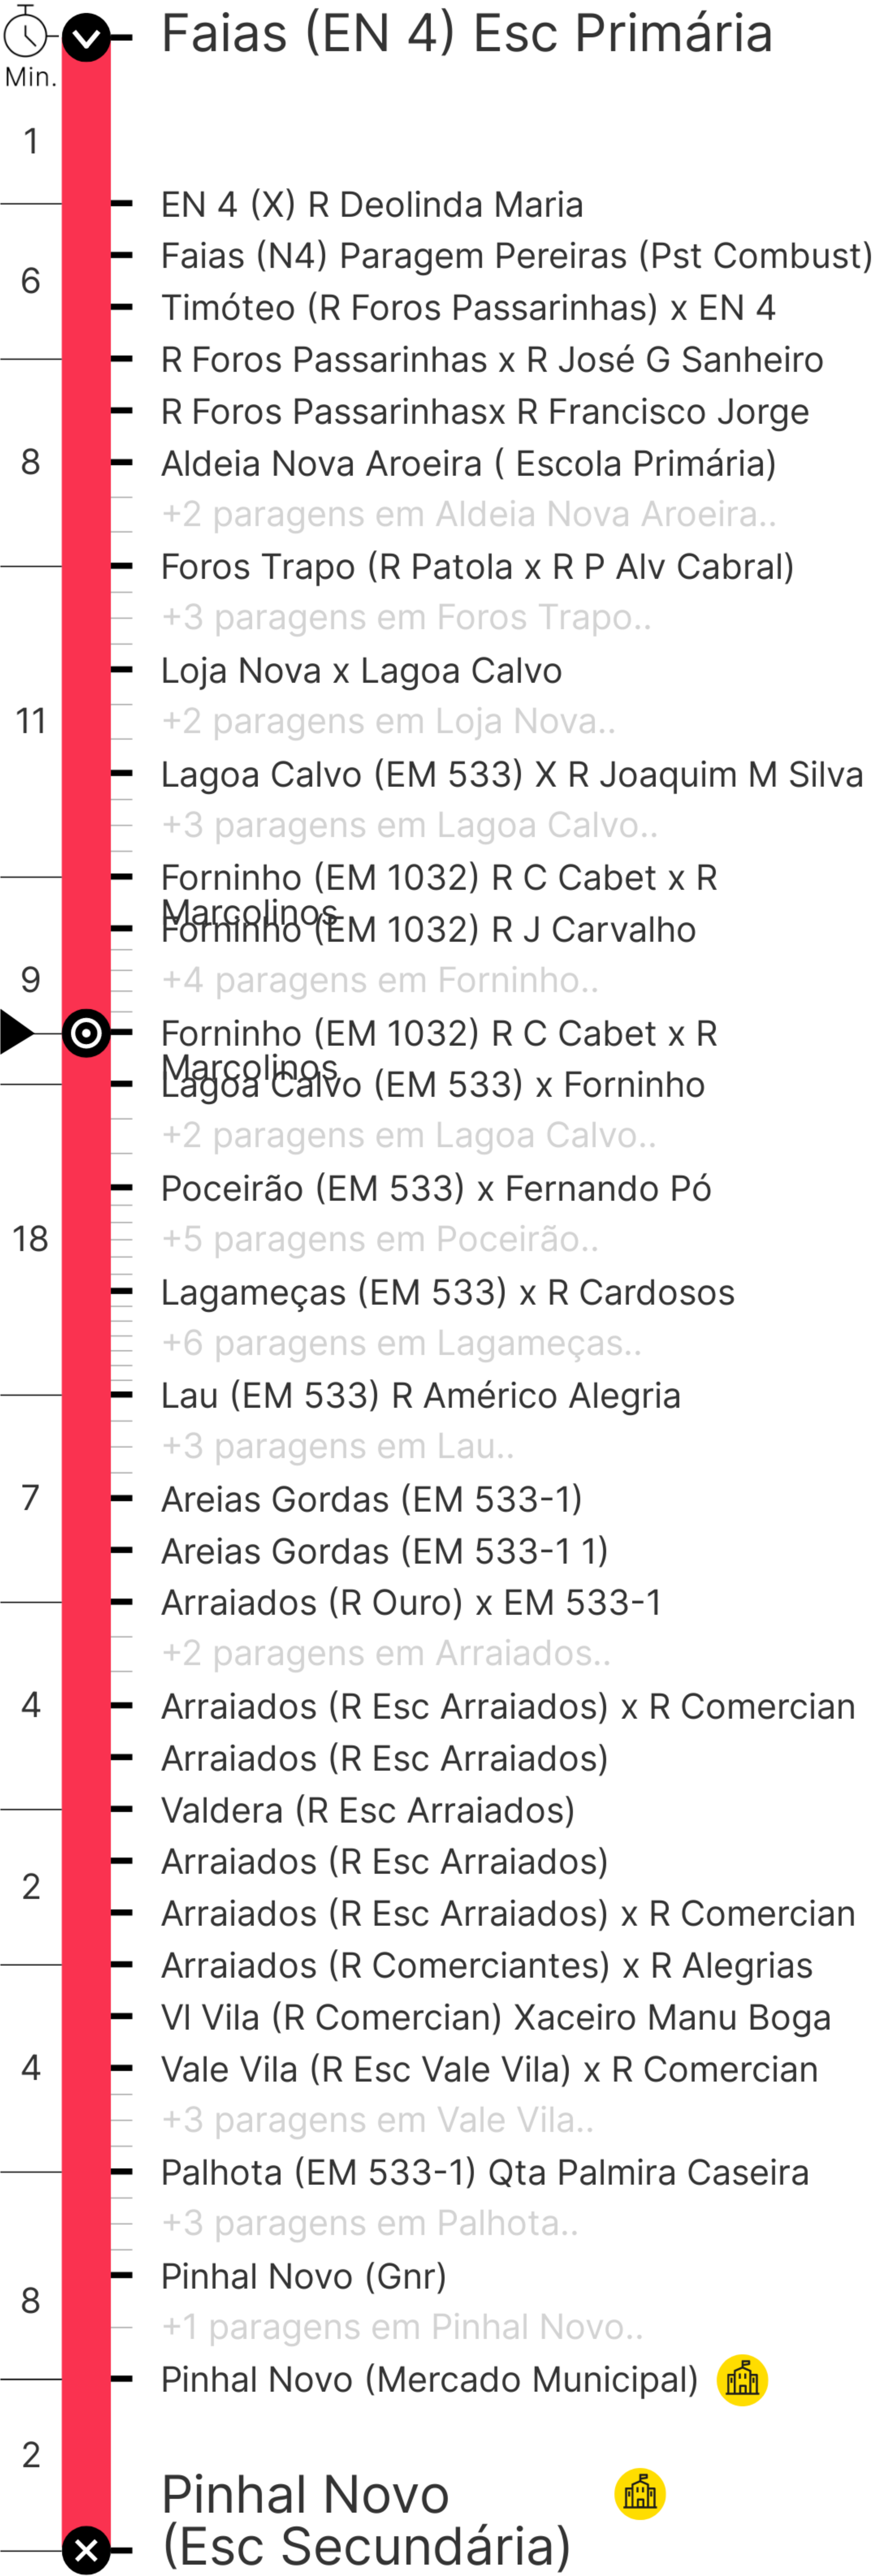 Faias (EN 4) Esc Primária
Min.
1
EN 4 (X) R Deolinda Maria
Faias (N4) Paragem Pereiras (Pst Combust)
6
Timóteo (R Foros Passarinhas) x EN 4
R Foros Passarinhas x R José G Sanheiro
R Foros Passarinhasx R Francisco Jorge
8
Aldeia Nova Aroeira ( Escola Primária)
+2 paragens em Aldeia Nova Aroeira..
Foros Trapo (R Patola x R P Alv Cabral)
+3 paragens em Foros Trapo..
Loja Nova x Lagoa Calvo
11
+2 paragens em Loja Nova..
Lagoa Calvo (EM 533) X R Joaquim M Silva
+3 paragens em Lagoa Calvo..
Forninho (EM 1032) R C Cabet x R
Marcolinos
Forninho (EM 1032) R J Carvalho
9
+4 paragens em Forninho..
Forninho (EM 1032) R C Cabet x R
Marcolinos
Lagoa Calvo (EM 533) x Forninho
+2 paragens em Lagoa Calvo..
Poceirão (EM 533) x Fernando Pó
18
+5 paragens em Poceirão..
Lagameças (EM 533) x R Cardosos
+6 paragens em Lagameças..
Lau (EM 533) R Américo Alegria
+3 paragens em Lau..
7
Areias Gordas (EM 533-1)
Areias Gordas (EM 533-1 1)
Arraiados (R Ouro) x EM 533-1
+2 paragens em Arraiados..
4
Arraiados (R Esc Arraiados) x R Comercian
Arraiados (R Esc Arraiados)
Valdera (R Esc Arraiados)
Arraiados (R Esc Arraiados)
2
Arraiados (R Esc Arraiados) x R Comercian
Arraiados (R Comerciantes) x R Alegrias
Vl Vila (R Comercian) Xaceiro Manu Boga
4
Vale Vila (R Esc Vale Vila) x R Comercian
+3 paragens em Vale Vila..
Palhota (EM 533-1) Qta Palmira Caseira
+3 paragens em Palhota..
Pinhal Novo (Gnr)
8
+1 paragens em Pinhal Novo..
Pinhal Novo (Mercado Municipal)
2
Pinhal Novo
(Esc Secundária)